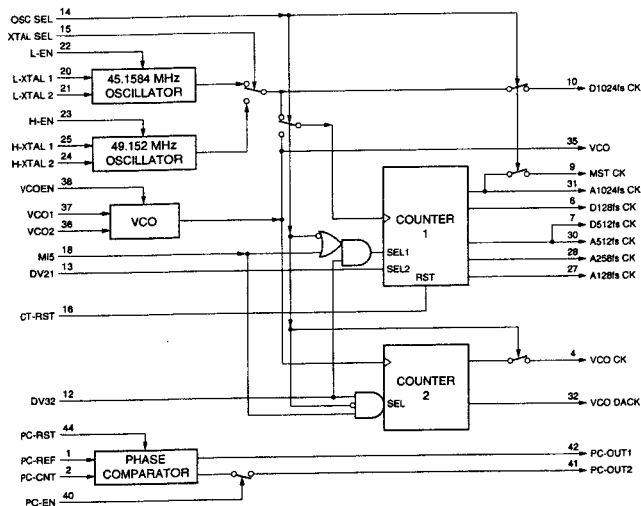 OSC SEL 14
XTAL SEL 15
L-EN 22
L-XTAL 1 20
L-XTAL 2 21
45.1584 MHz
OSCILLATOR
10 D1024fs CK
H-EN 23
H-XTAL 1 25
H-XTAL 2 24
49.152 MHz
OSCILLATOR
35 VCO
VCOEN 38
9 MST CK
31 A1024fs CK
VCO1 37
VCO2 36
VCO
6 D128fs CK
COUNTER
1
7 D512fs CK
MI5 18
30 A512fs CK
SEL1
28 A258fs CK
DV21 13
SEL2
27 A128fs CK
RST
CT-RST 16
4 VCO CK
COUNTER
2
DV32 12
SEL
32 VCO DACK
PC-RST 44
42 PC-OUT1
PC-REF 1
PC-CNT 2
PHASE
COMPARATOR
41 PC-OUT2
PC-EN 40